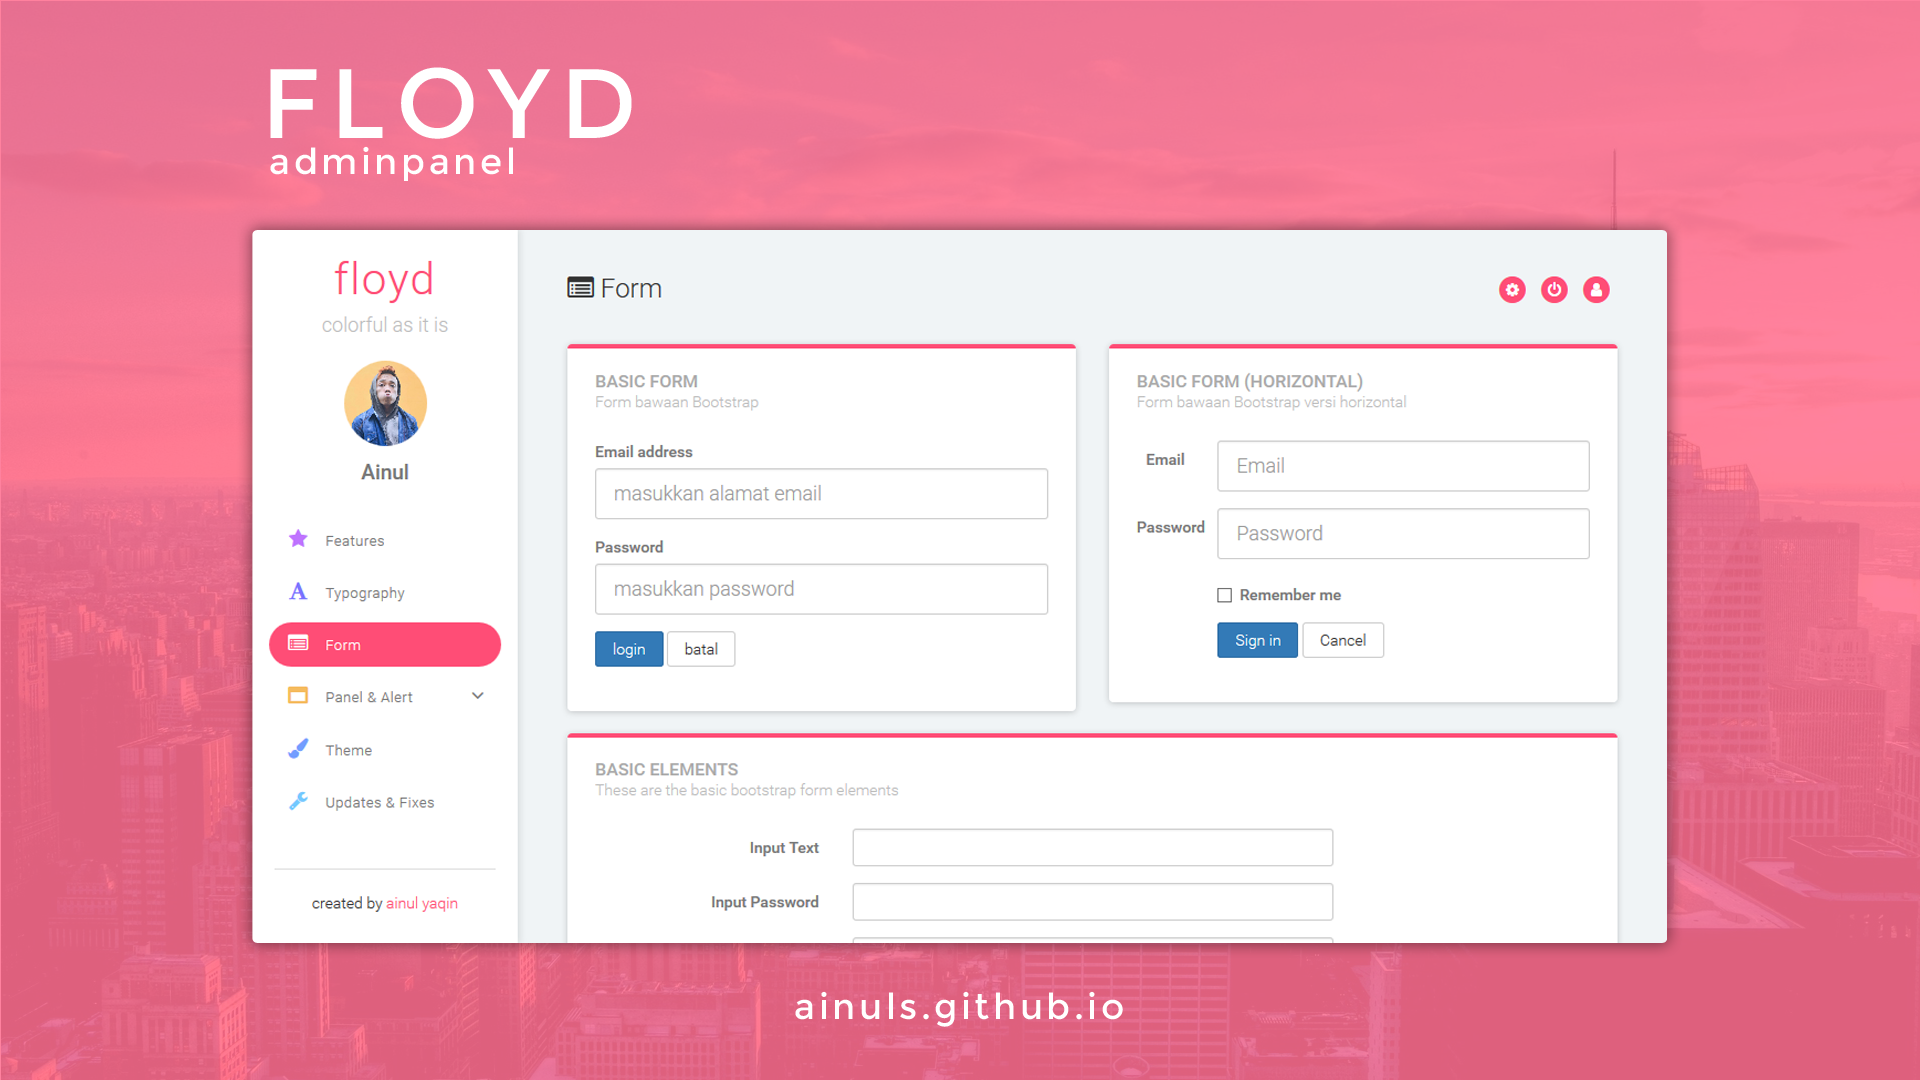 FLOYD
adminpanel
floyd
colorful as it is
Ainul
Features
Typography
Form
Panel & Alert
Theme
Updates & Fixes
created by ainul yaqin
Form
BASIC FORM
Form bawaan Bootstrap
Email address
masukkan alamat email
Password
masukkan password
login batal
BASIC FORM (HORIZONTAL)
Form bawaan Bootstrap versi horizontal
Email Email
Password Password
Remember me
Sign in Cancel
BASIC ELEMENTS
These are the basic bootstrap form elements
Input Text
Input Password
ainuls.github.io